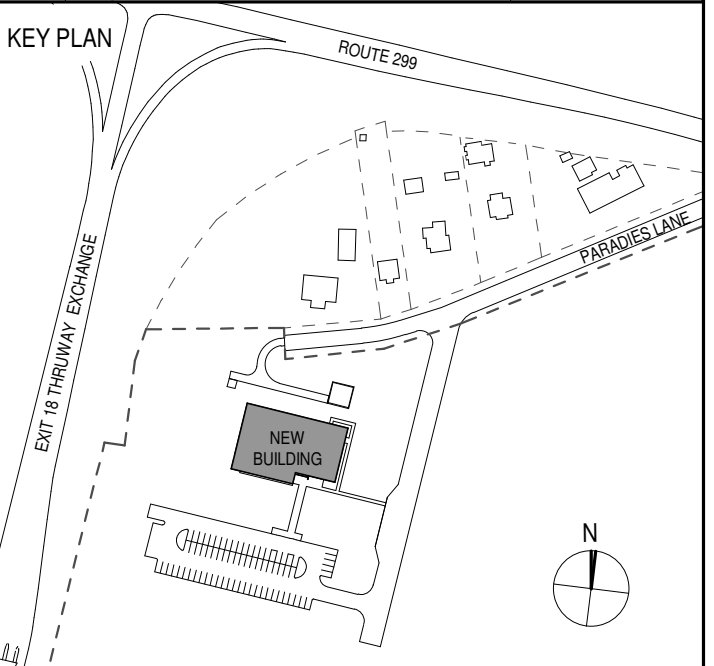 KEY PLAN
ROUTE 299
PARADIES LANE
EXIT 18 THRUWAY EXCHANGE
NEW
BUILDING
N